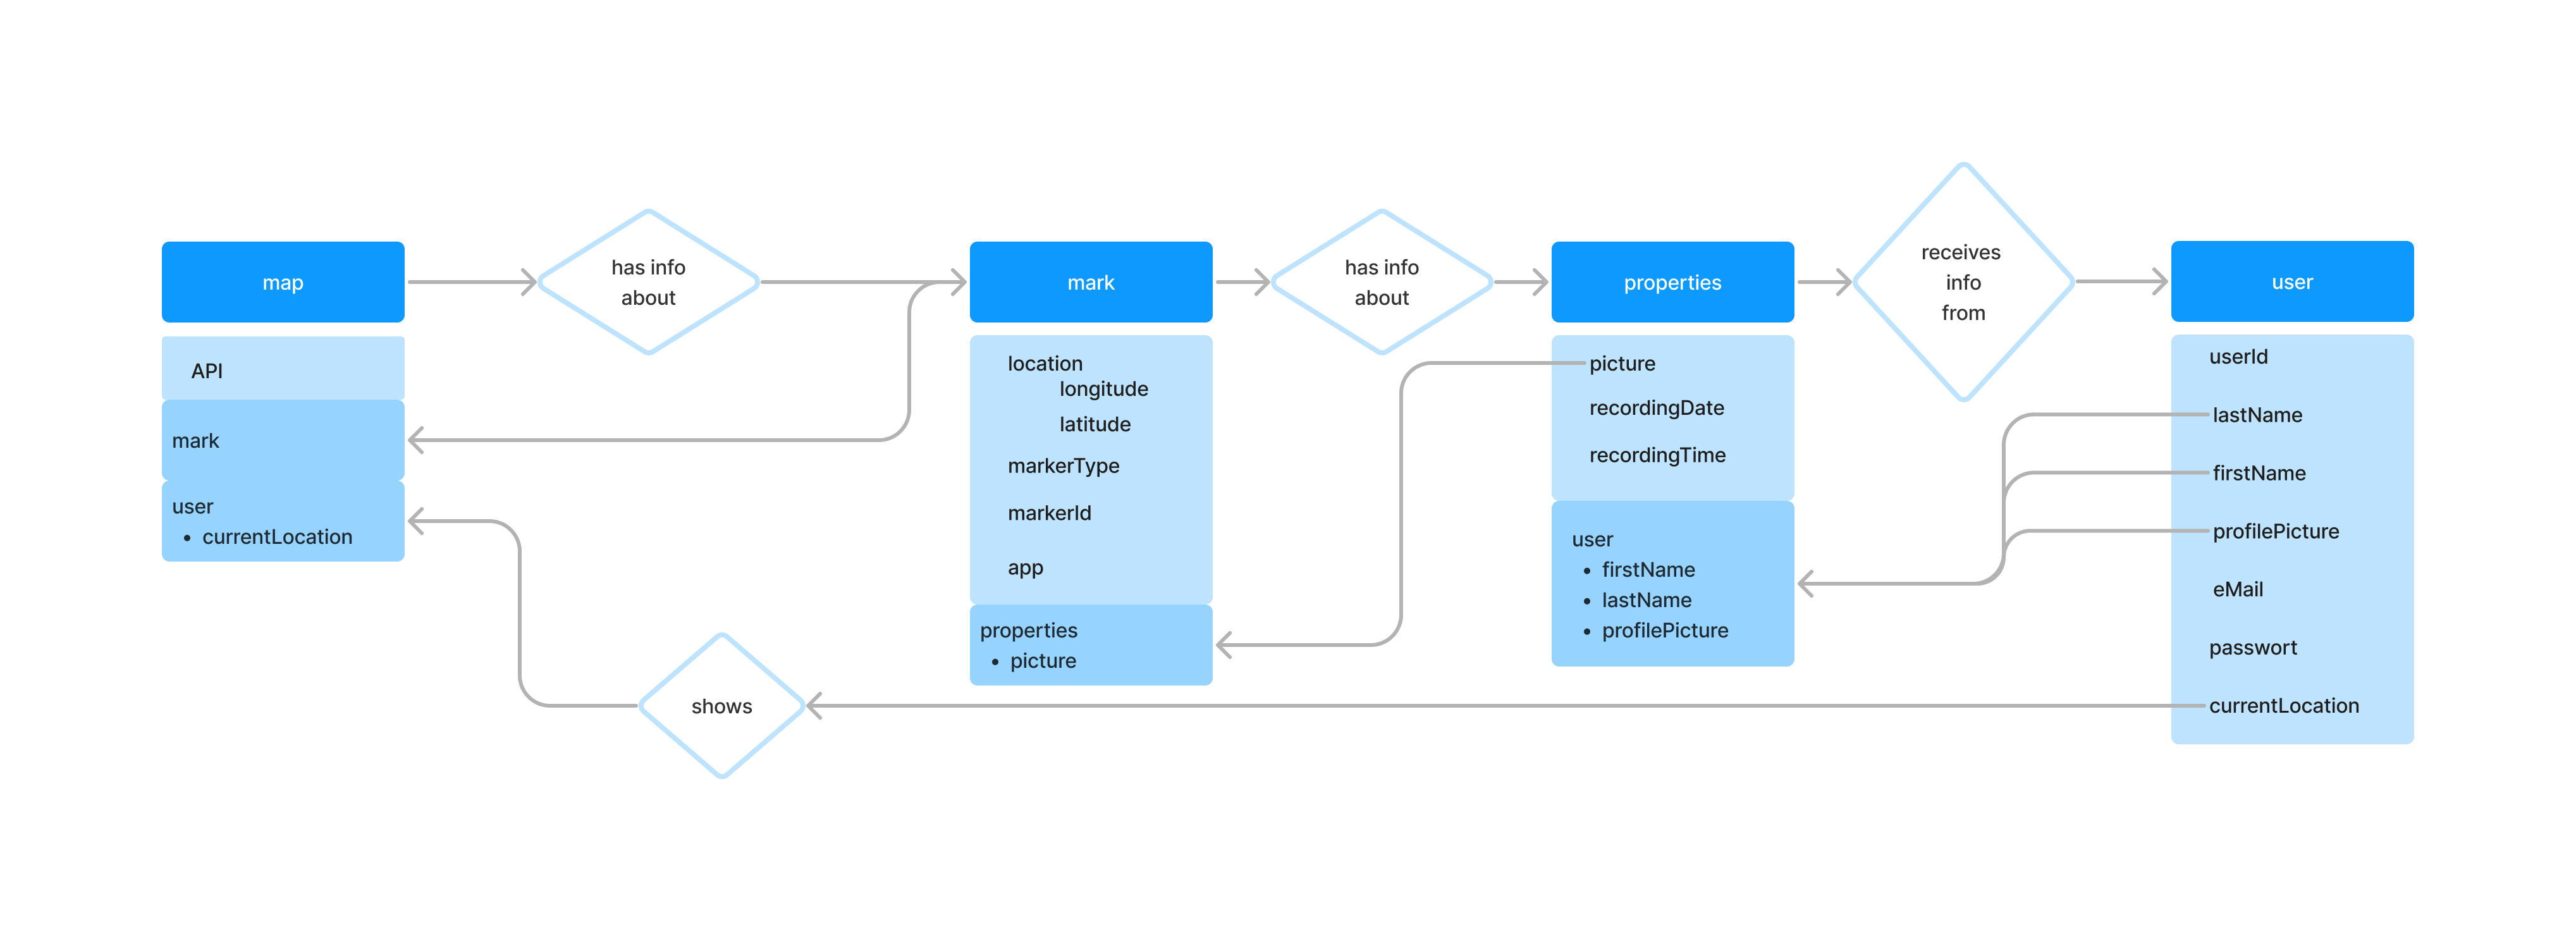 map
has info
about
mark
has info
about
properties
receives
info
from
user
API
mark
user
• currentLocation
shows
location
longitude
latitude
markerType
markerId
app
properties
• picture
picture
recordingDate
recordingTime
user
• firstName
• lastName
• profilePicture
userId
lastName
firstName
profilePicture
eMail
passwort
currentLocation